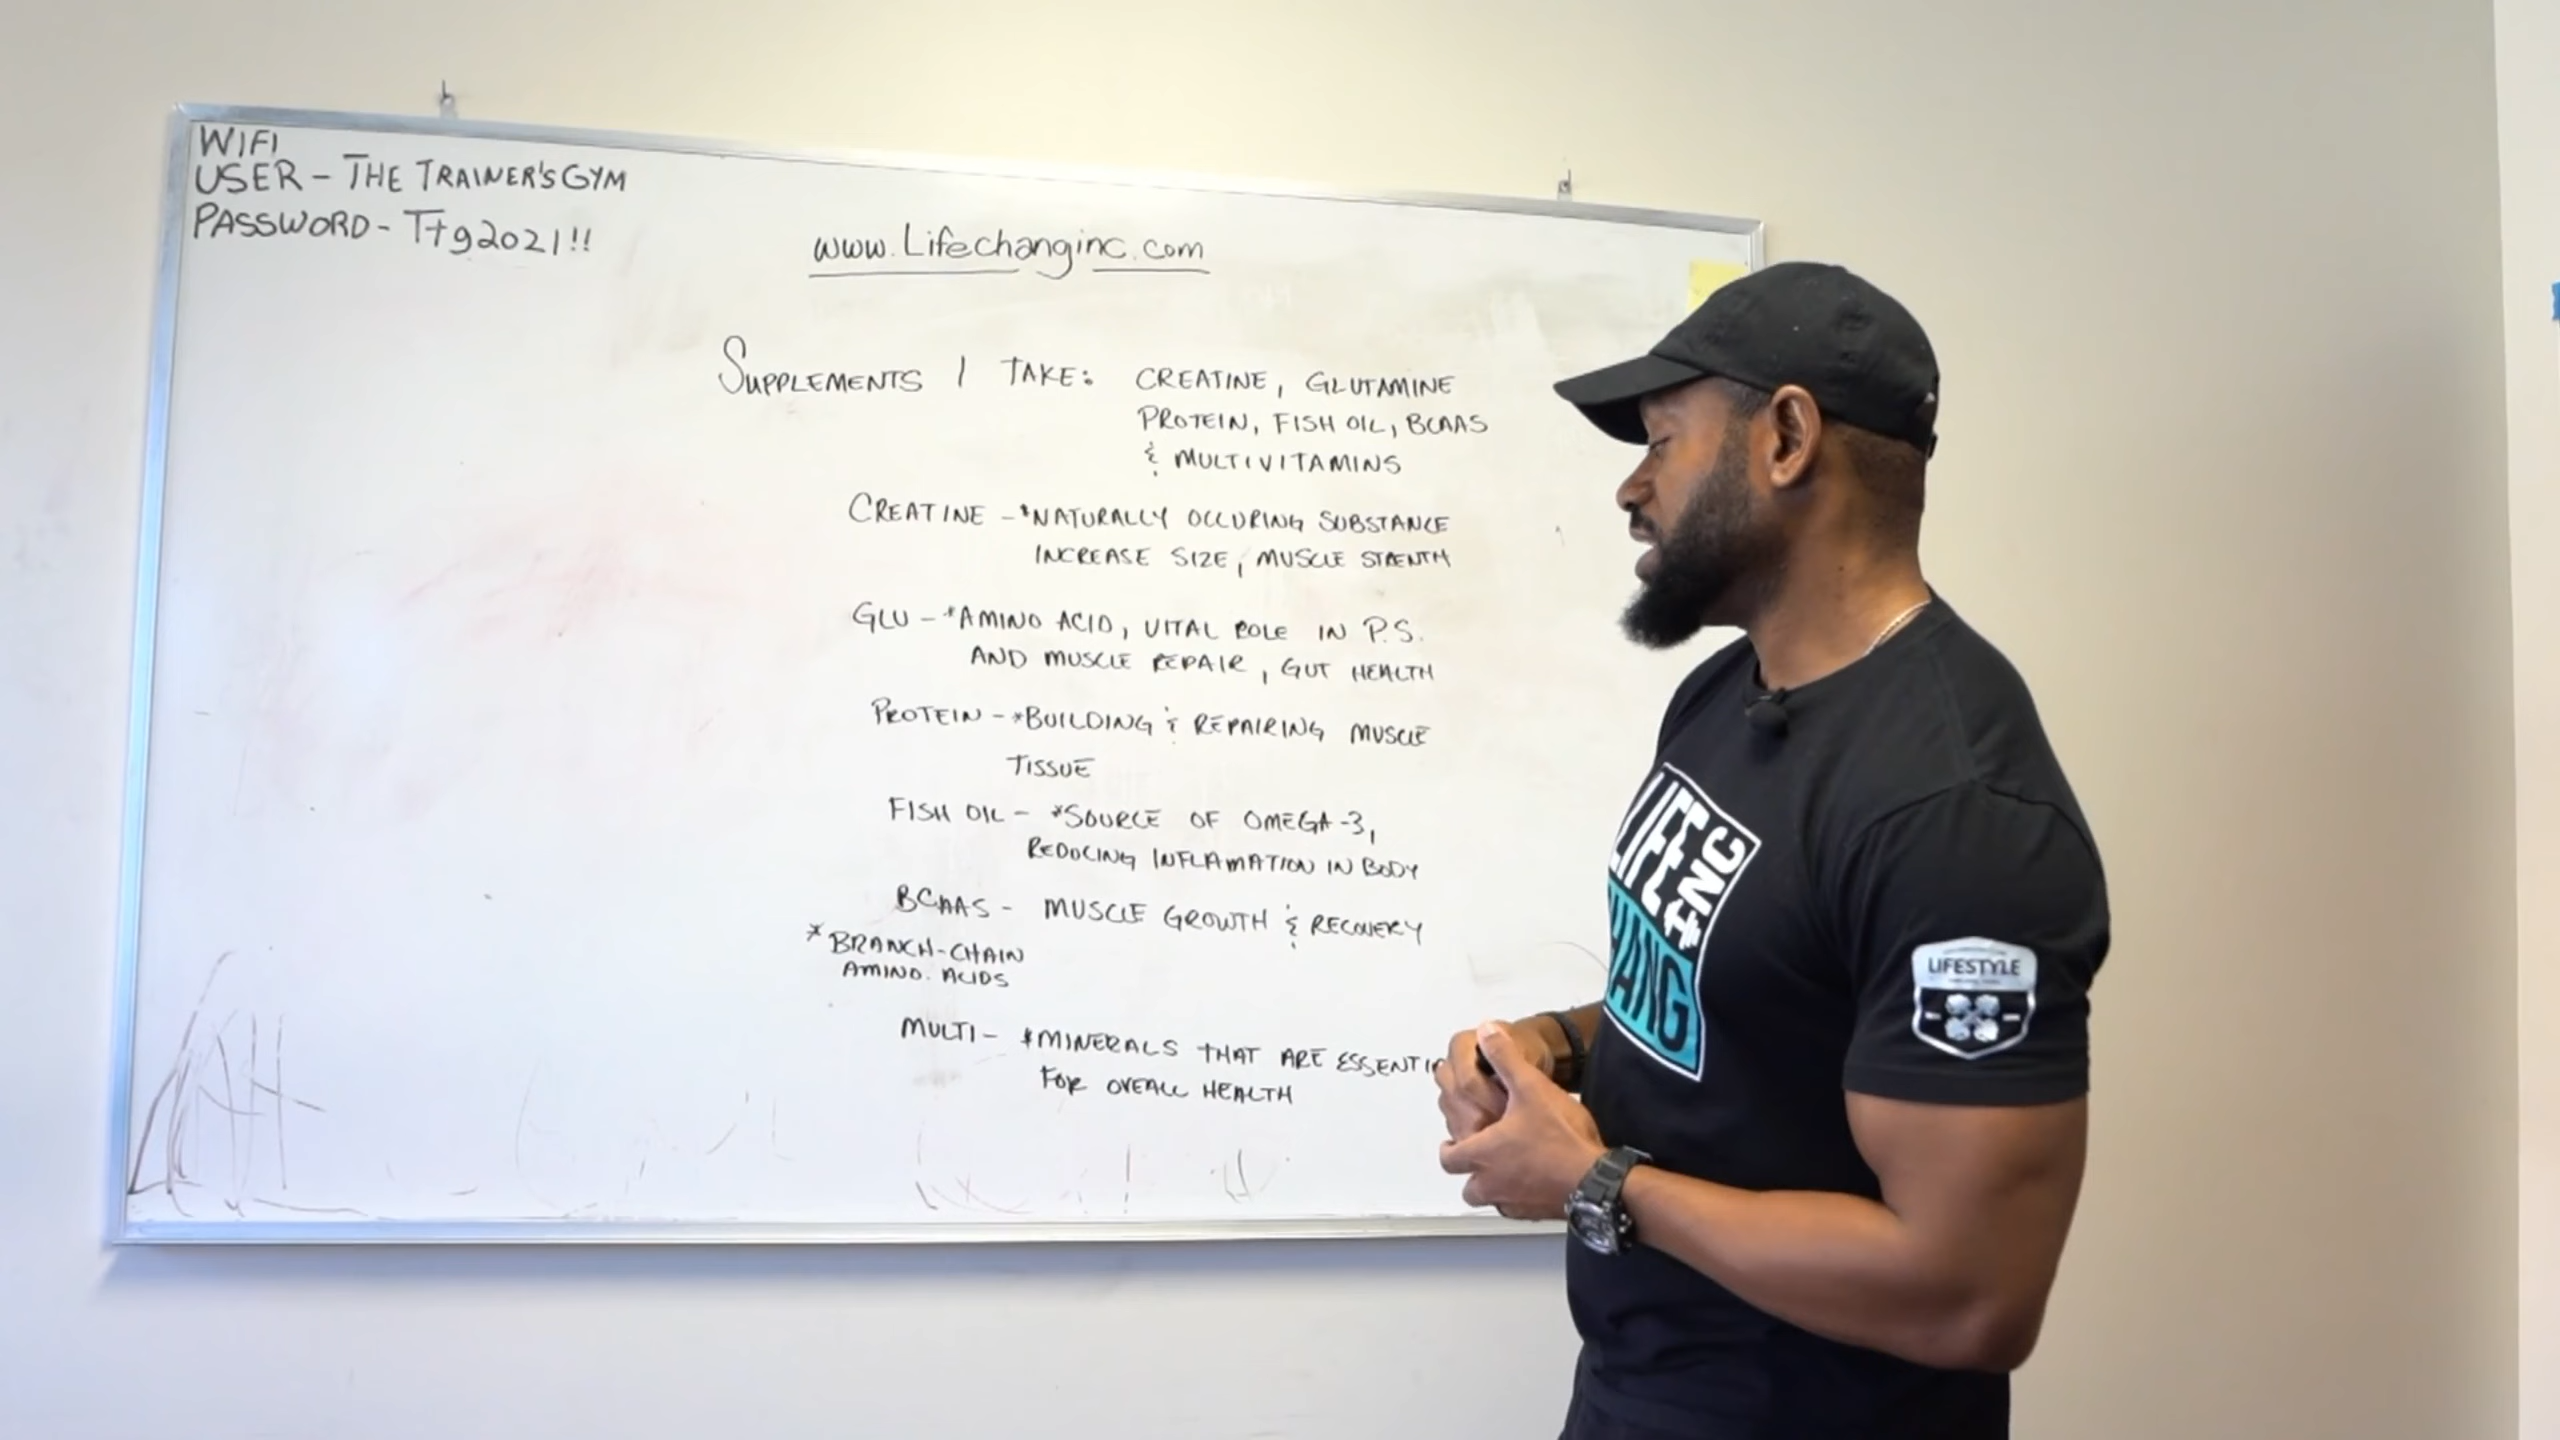 WIFI
USER - THE TRAINER'S GYM
PASSWORD - Ttg2021!!
www.Lifechanginc.com
SUPPLEMENTS I TAKE: CREATINE, GLUTAMINE
PROTEIN, FISH OIL, BCAAS
& MULTIVITAMINS
CREATINE - *NATURALLY OCCURING SUBSTANCE
INCREASE SIZE, MUSCLE STRENTH
GLU - *AMINO ACID, VITAL ROLE IN P.S.
AND MUSCLE REPAIR, GUT HEALTH
PROTEIN - *BUILDING & REPAIRING MUSCLE
TISSUE
FISH OIL - *SOURCE OF OMEGA-3,
REDUCING INFLAMATION IN BODY
BCAAS - MUSCLE GROWTH & RECOVERY
*BRANCH-CHAIN
AMINO. ACIDS
MULTI - *MINERALS THAT ARE ESSENTI
FOR OVEALL HEALTH
LIFE
HANG
INC
LIFESTYLE